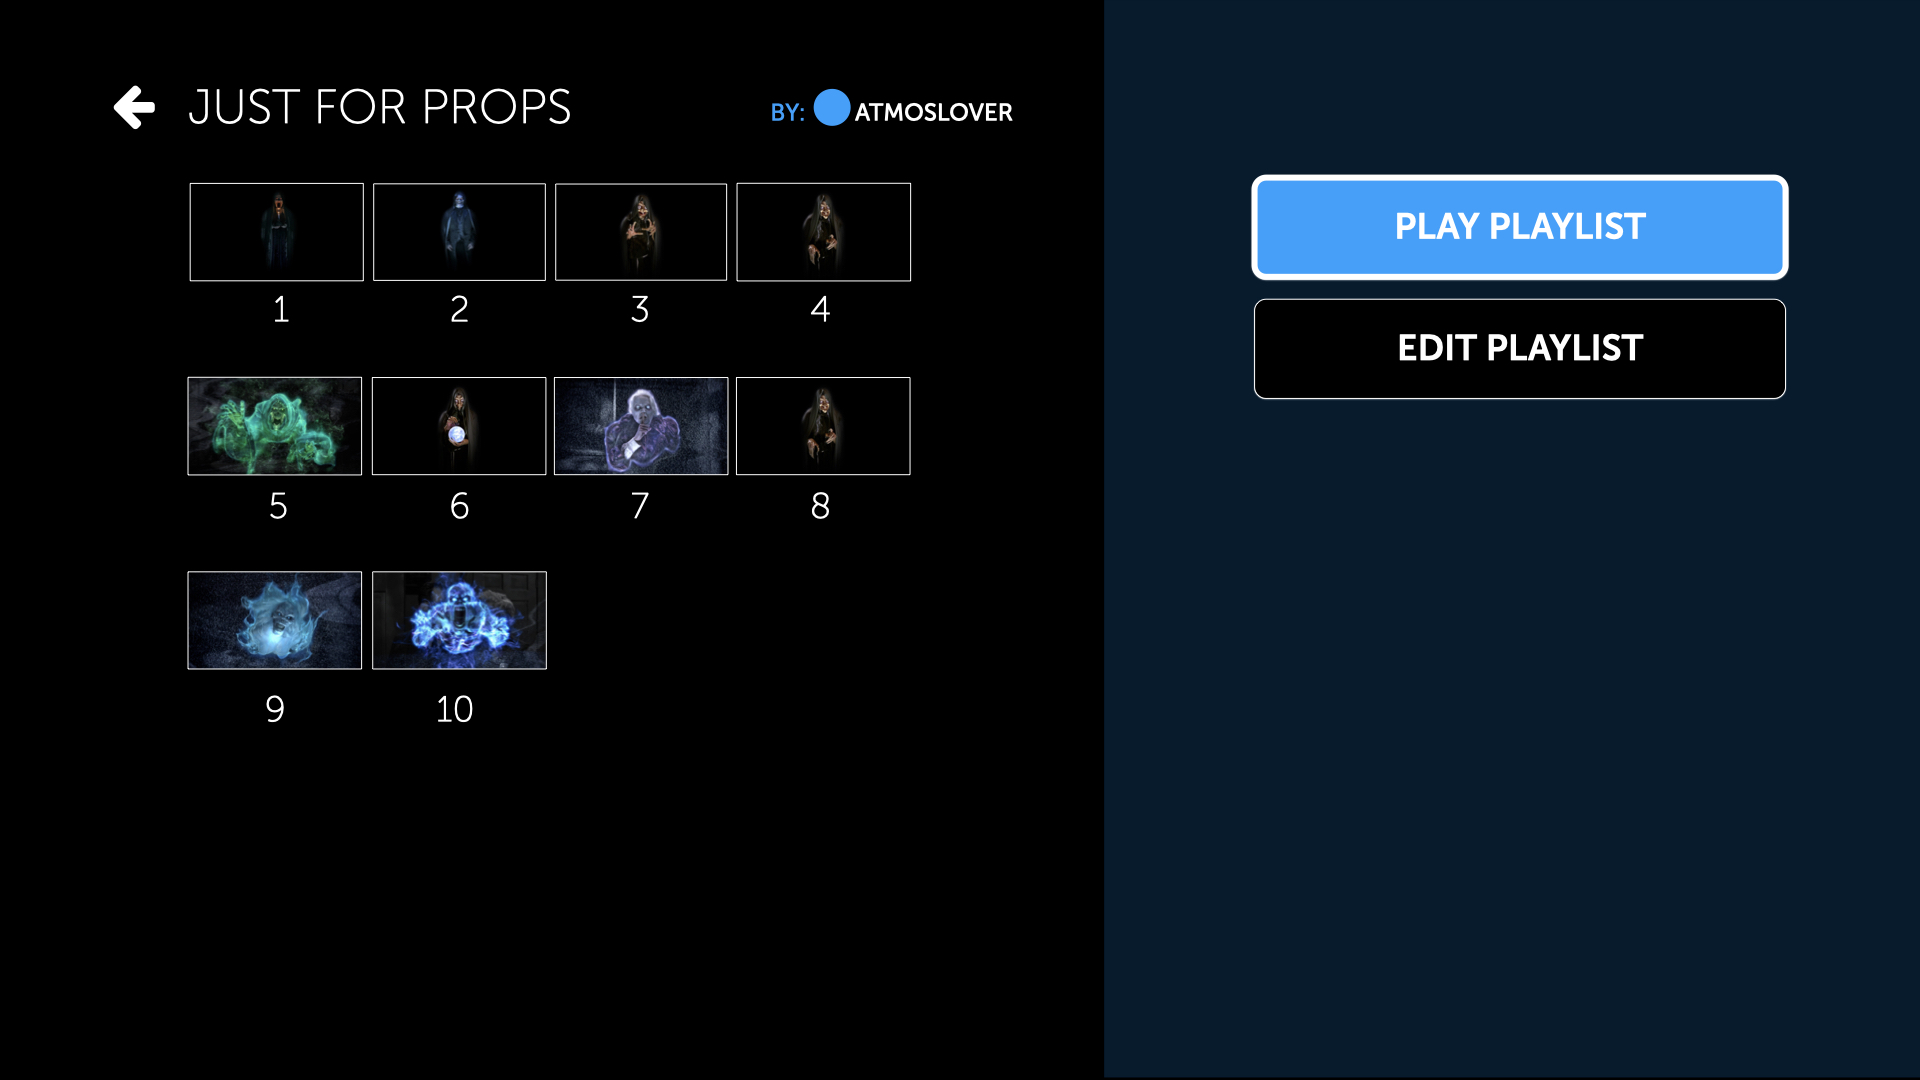 JUST FOR PROPS
BY: ATMOSLOVER
1 2 3 4
5 6 7 8
9 10
PLAY PLAYLIST
EDIT PLAYLIST